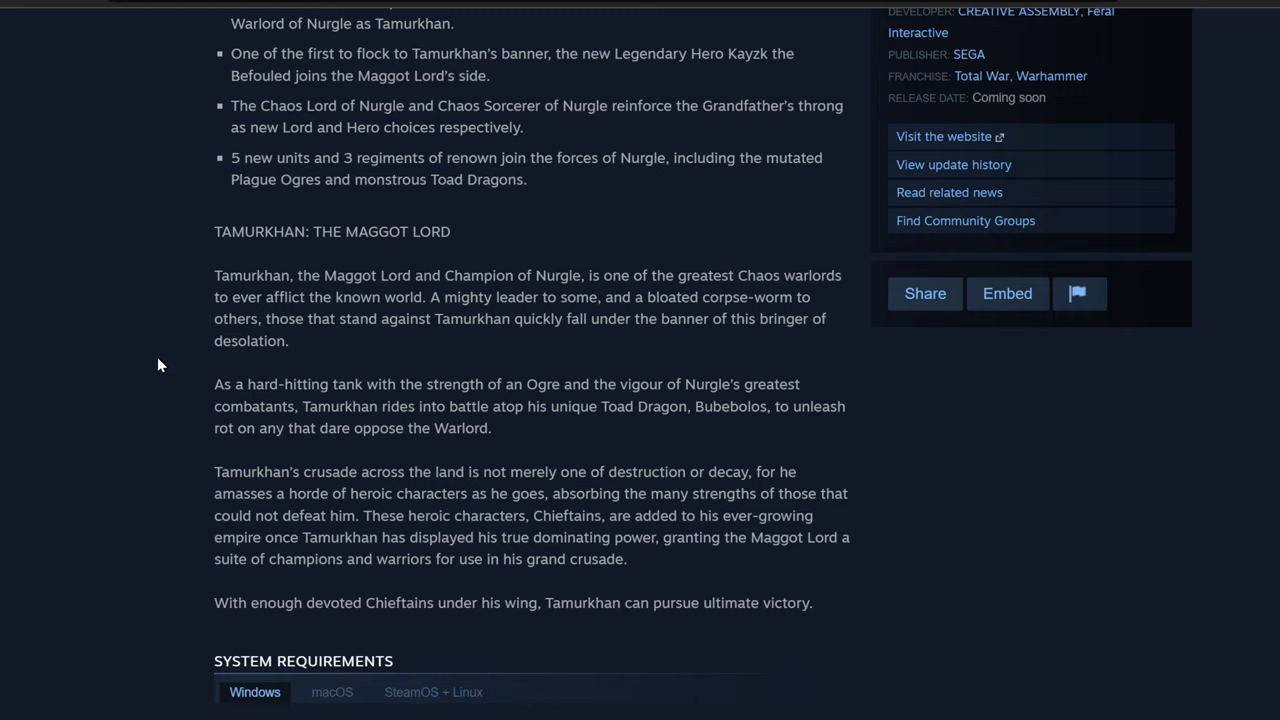 Warlord of Nurgle as Tamurkhan.
One of the first to flock to Tamurkhan's banner, the new Legendary Hero Kayzk the
Befouled joins the Maggot Lord's side.
The Chaos Lord of Nurgle and Chaos Sorcerer of Nurgle reinforce the Grandfather's throng
as new Lord and Hero choices respectively.
5 new units and 3 regiments of renown join the forces of Nurgle, including the mutated
Plague Ogres and monstrous Toad Dragons.
TAMURKHAN: THE MAGGOT LORD
Tamurkhan, the Maggot Lord and Champion of Nurgle, is one of the greatest Chaos warlords
to ever afflict the known world. A mighty leader to some, and a bloated corpse-worm to
others, those that stand against Tamurkhan quickly fall under the banner of this bringer of
desolation.
As a hard-hitting tank with the strength of an Ogre and the vigour of Nurgle's greatest
combatants, Tamurkhan rides into battle atop his unique Toad Dragon, Bubebolos, to unleash
rot on any that dare oppose the Warlord.
Tamurkhan's crusade across the land is not merely one of destruction or decay, for he
amasses a horde of heroic characters as he goes, absorbing the many strengths of those that
could not defeat him. These heroic characters, Chieftains, are added to his ever-growing
empire once Tamurkhan has displayed his true dominating power, granting the Maggot Lord a
suite of champions and warriors for use in his grand crusade.
With enough devoted Chieftains under his wing, Tamurkhan can pursue ultimate victory.
SYSTEM REQUIREMENTS
Windows macOS SteamOS + Linux
DEVELOPER: CREATIVE ASSEMBLY, Feral
Interactive
PUBLISHER: SEGA
FRANCHISE: Total War, Warhammer
RELEASE DATE: Coming soon
Visit the website
View update history
Read related news
Find Community Groups
Share Embed